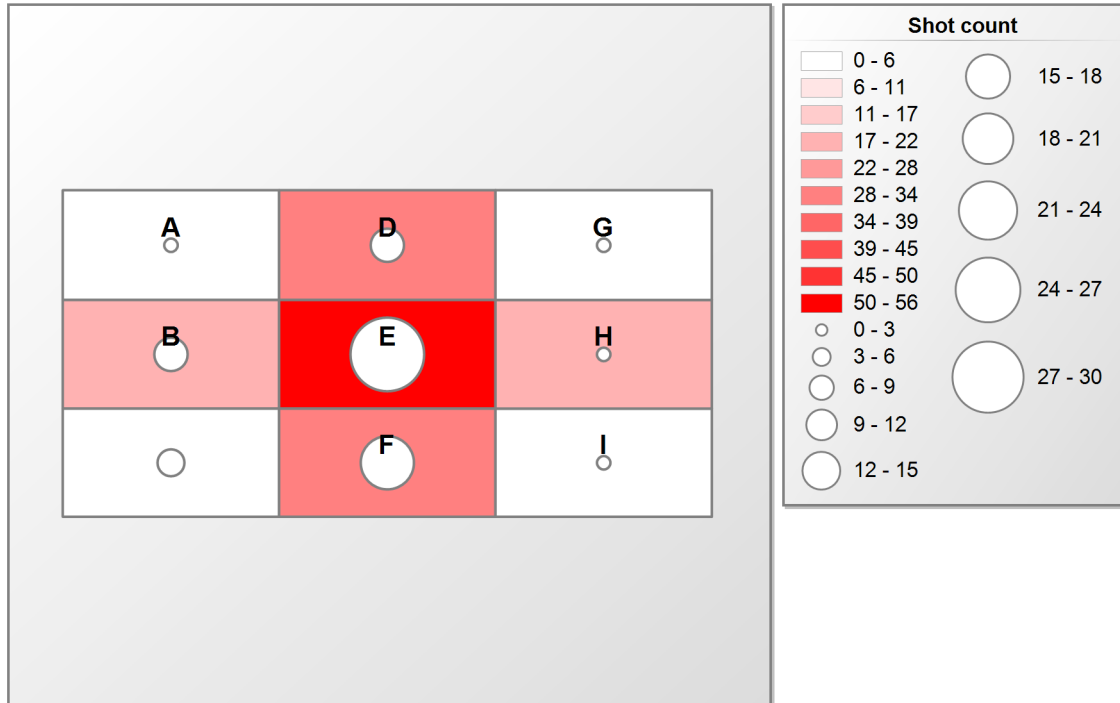 A
D
G
B
E
H
F
I
Shot count
0 - 6
6 - 11
11 - 17
17 - 22
22 - 28
28 - 34
34 - 39
39 - 45
45 - 50
50 - 56
0 - 3
3 - 6
6 - 9
9 - 12
12 - 15
15 - 18
18 - 21
21 - 24
24 - 27
27 - 30